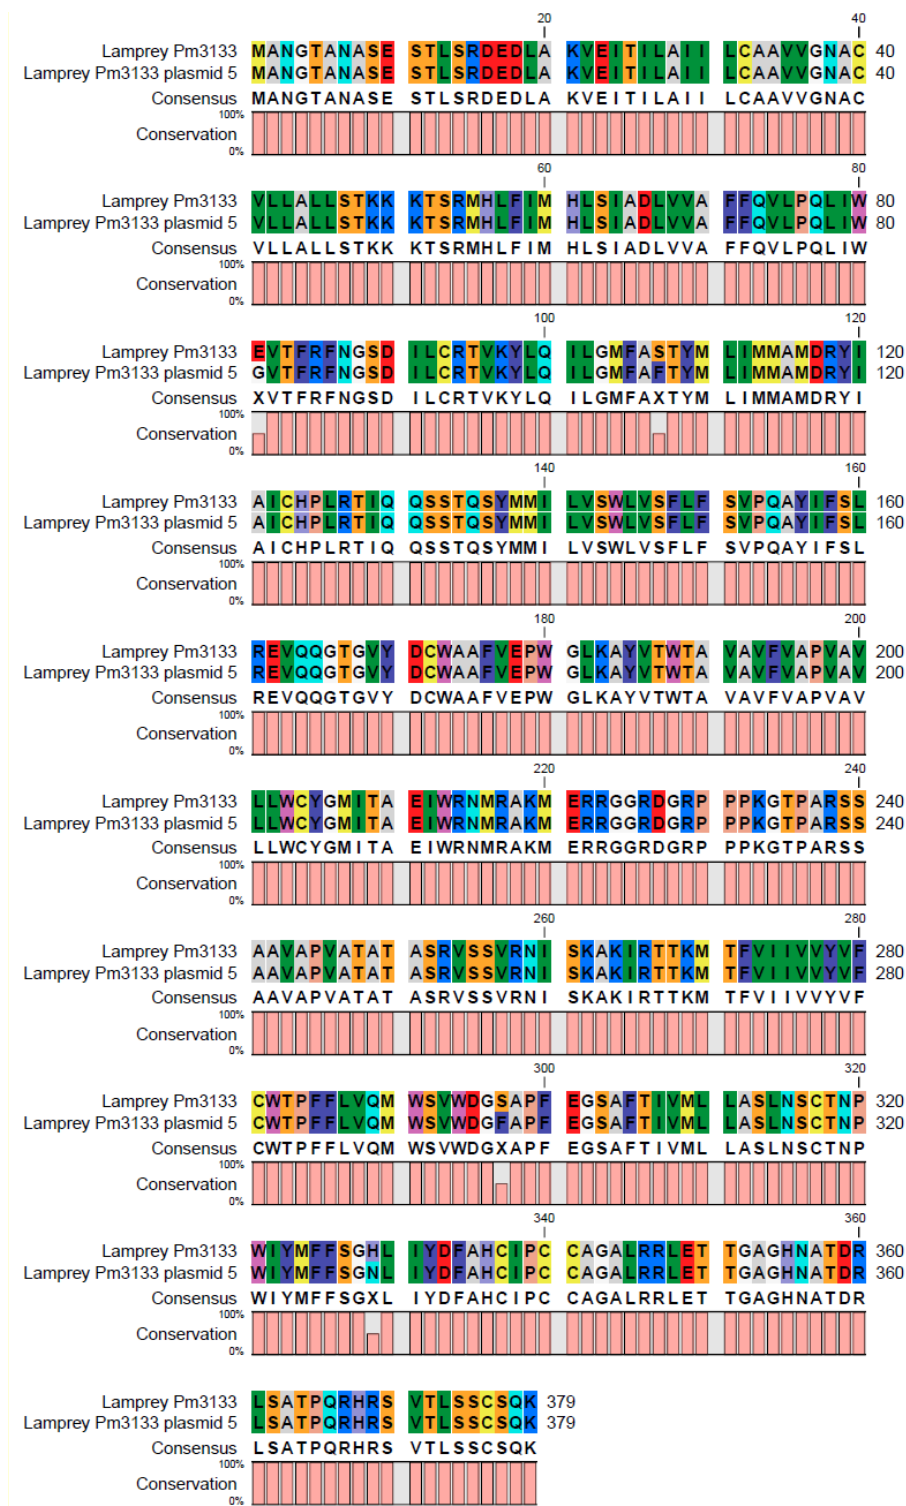 20 40
Lamprey Pm3133 MANGTANASE STLSRDEDLA KVEITILAII LCAAVVGNAC 40
Lamprey Pm3133 plasmid 5 MANGTANASE STLSRDEDLA KVEITILAII LCAAVVGNAC 40
Consensus MANGTANASE STLSRDEDLA KVEITILAII LCAAVVGNAC
100%
Conservation
0%
60 80
Lamprey Pm3133 VLLALLSTKK KTSRMHLFIM HLSIADLVVA FFQVLPQLIW 80
Lamprey Pm3133 plasmid 5 VLLALLSTKK KTSRMHLFIM HLSIADLVVA FFQVLPQLIW 80
Consensus VLLALLSTKK KTSRMHLFIM HLSIADLVVA FFQVLPQLIW
100%
Conservation
0%
100 120
Lamprey Pm3133 EVTFRFNGSD ILCRTVKYLQ ILGMFASTYM LIMMAMDRYI 120
Lamprey Pm3133 plasmid 5 GVTFRFNGSD ILCRTVKYLQ ILGMFAFTYM LIMMAMDRYI 120
Consensus XVTFRFNGSD ILCRTVKYLQ ILGMFAXTYM LIMMAMDRYI
100%
Conservation
0%
140 160
Lamprey Pm3133 AICHPLRTIQ QSSTQSYMMI LVSWLVSFLF SVPQAYIFSL 160
Lamprey Pm3133 plasmid 5 AICHPLRTIQ QSSTQSYMMI LVSWLVSFLF SVPQAYIFSL 160
Consensus AICHPLRTIQ QSSTQSYMMI LVSWLVSFLF SVPQAYIFSL
100%
Conservation
0%
180 200
Lamprey Pm3133 REVQQGTGVY DCWAAFVEPW GLKAYVTWTA VAVFVAPVAV 200
Lamprey Pm3133 plasmid 5 REVQQGTGVY DCWAAFVEPW GLKAYVTWTA VAVFVAPVAV 200
Consensus REVQQGTGVY DCWAAFVEPW GLKAYVTWTA VAVFVAPVAV
100%
Conservation
0%
220 240
Lamprey Pm3133 LLWCYGMITA EIWRNMRAKM ERRGGRDGRP PPKGTPARSS 240
Lamprey Pm3133 plasmid 5 LLWCYGMITA EIWRNMRAKM ERRGGRDGRP PPKGTPARSS 240
Consensus LLWCYGMITA EIWRNMRAKM ERRGGRDGRP PPKGTPARSS
100%
Conservation
0%
260 280
Lamprey Pm3133 AAVAPVATAT ASRVSSVRNI SKAKIRTTKM TFVIIVVYVF 280
Lamprey Pm3133 plasmid 5 AAVAPVATAT ASRVSSVRNI SKAKIRTTKM TFVIIVVYVF 280
Consensus AAVAPVATAT ASRVSSVRNI SKAKIRTTKM TFVIIVVYVF
100%
Conservation
0%
300 320
Lamprey Pm3133 CWTPFFLVQM WSVWDGSAPF EGSAFTIVML LASLNSCTNP 320
Lamprey Pm3133 plasmid 5 CWTPFFLVQM WSVWDGFAPF EGSAFTIVML LASLNSCTNP 320
Consensus CWTPFFLVQM WSVWDGXAPF EGSAFTIVML LASLNSCTNP
100%
Conservation
0%
340 360
Lamprey Pm3133 WIYMFFSGHL IYDFAHCIPC CAGALRRLET TGAGHNATDR 360
Lamprey Pm3133 plasmid 5 WIYMFFSGNL IYDFAHCIPC CAGALRRLET TGAGHNATDR 360
Consensus WIYMFFSGXL IYDFAHCIPC CAGALRRLET TGAGHNATDR
100%
Conservation
0%
Lamprey Pm3133 LSATPQRHRS VTLSSCSQK 379
Lamprey Pm3133 plasmid 5 LSATPQRHRS VTLSSCSQK 379
Consensus LSATPQRHRS VTLSSCSQK
100%
Conservation
0%